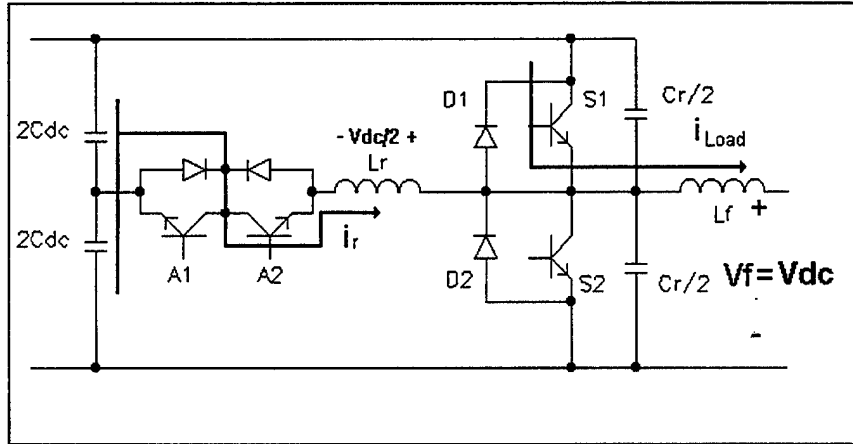 D1
S1
Cr/2
2Cdc
- Vdc/2 +
Lr
iLoad
ir
Lf
+
2Cdc
A1
A2
D2
S2
Cr/2
Vf=Vdc
-